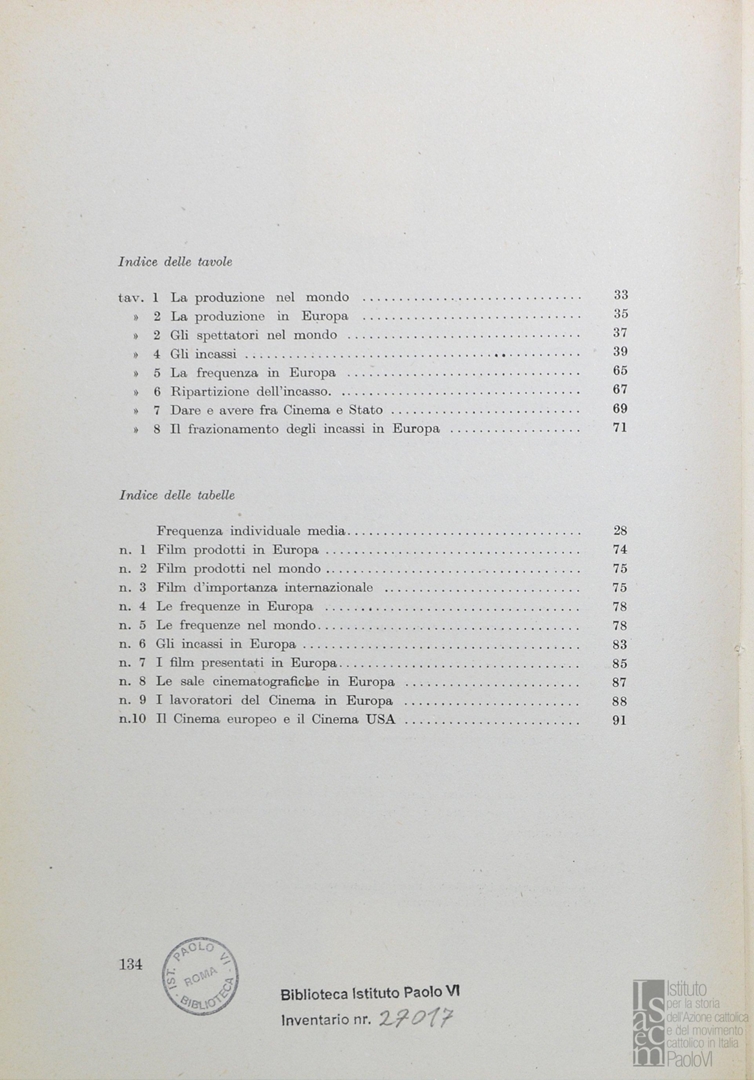 Indice delle tavole
tav. 1 La produzione nel mondo .............................. 33
» 2 La produzione in Europa .............................. 35
» 2 Gli spettatori nel mondo ................................ 37
» 4 Gli incassi .............................................. 39
» 5 La frequenza in Europa ................................ 65
» 6 Ripartizione dell'incasso. ................................. 67
» 7 Dare e avere fra Cinema e Stato .......................... 69
» 8 Il frazionamento degli incassi in Europa .................. 71
Indice delle tabelle
Frequenza individuale media................................ 28
n. 1 Film prodotti in Europa ................................... 74
n. 2 Film prodotti nel mondo ................................... 75
n. 3 Film d'importanza internazionale ........................... 75
n. 4 Le frequenze in Europa ................................... 78
n. 5 Le frequenze nel mondo.................................... 78
n. 6 Gli incassi in Europa ...................................... 83
n. 7 I film presentati in Europa................................. 85
n. 8 Le sale cinematografiche in Europa ........................ 87
n. 9 I lavoratori del Cinema in Europa ........................ 88
n.10 Il Cinema europeo e il Cinema USA ........................ 91
134
IST. PAOLO VI
ROMA
· BIBLIOTECA ·
Biblioteca Istituto Paolo VI
Inventario nr. 27017
Isacem
Istituto
per la storia
dell'Azione cattolica
e del movimento
cattolico in Italia
PaoloVI